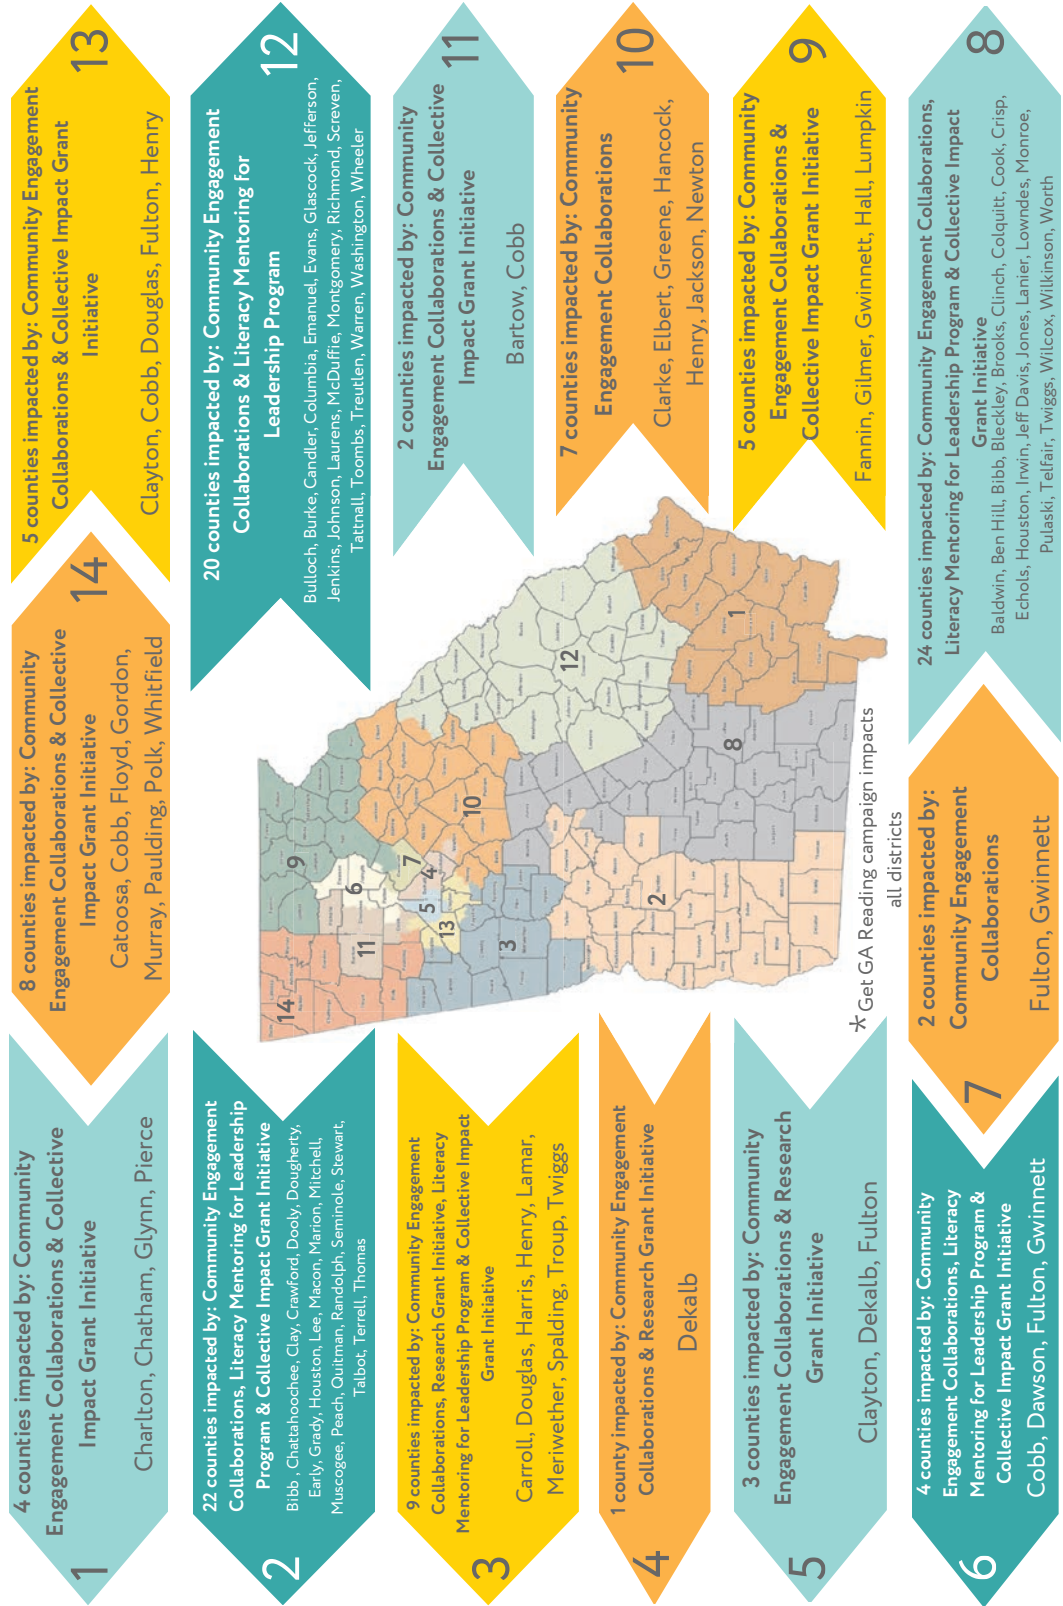 1
4 counties impacted by: Community
Engagement Collaborations & Collective
Impact Grant Initiative
Charlton, Chatham, Glynn, Pierce
2
22 counties impacted by: Community Engagement
Collaborations, Literacy Mentoring for Leadership
Program & Collective Impact Grant Initiative
Bibb , Chattahoochee, Clay, Crawford, Dooly, Dougherty,
Early, Grady, Houston, Lee, Macon, Marion, Mitchell,
Muscogee, Peach, Quitman, Randolph, Seminole, Stewart,
Talbot, Terrell, Thomas
3
9 counties impacted by: Community Engagement
Collaborations, Research Grant Initiative, Literacy
Mentoring for Leadership Program & Collective Impact
Grant Initiative
Carroll, Douglas, Harris, Henry, Lamar,
Meriwether, Spalding, Troup, Twiggs
4
1 county impacted by: Community Engagement
Collaborations & Research Grant Initiative
Dekalb
5
3 counties impacted by: Community
Engagement Collaborations & Research
Grant Initiative
Clayton, Dekalb, Fulton
6
4 counties impacted by: Community
Engagement Collaborations, Literacy
Mentoring for Leadership Program &
Collective Impact Grant Initiative
Cobb, Dawson, Fulton, Gwinnett
7
2 counties impacted by:
Community Engagement
Collaborations
Fulton, Gwinnett
14
8 counties impacted by: Community
Engagement Collaborations & Collective
Impact Grant Initiative
Catoosa, Cobb, Floyd, Gordon,
Murray, Paulding, Polk, Whitfield
14
11
9
6
7
4
5
13
3
10
2
12
8
1
*Get GA Reading campaign impacts
all districts
13
5 counties impacted by: Community Engagement
Collaborations & Collective Impact Grant
Initiative
Clayton, Cobb, Douglas, Fulton, Henry
12
20 counties impacted by: Community Engagement
Collaborations & Literacy Mentoring for
Leadership Program
Bulloch, Burke, Candler, Columbia, Emanuel, Evans, Glascock, Jefferson,
Jenkins, Johnson, Laurens, McDuffie, Montgomery, Richmond, Screven,
Tattnall, Toombs, Treutlen, Warren, Washington, Wheeler
11
2 counties impacted by: Community
Engagement Collaborations & Collective
Impact Grant Initiative
Bartow, Cobb
10
7 counties impacted by: Community
Engagement Collaborations
Clarke, Elbert, Greene, Hancock,
Henry, Jackson, Newton
9
5 counties impacted by: Community
Engagement Collaborations &
Collective Impact Grant Initiative
Fannin, Gilmer, Gwinnett, Hall, Lumpkin
8
24 counties impacted by: Community Engagement Collaborations,
Literacy Mentoring for Leadership Program & Collective Impact
Grant Initiative
Baldwin, Ben Hill, Bibb, Bleckley, Brooks, Clinch, Colquitt, Cook, Crisp,
Echols, Houston, Irwin, Jeff Davis, Jones, Lanier, Lowndes, Monroe,
Pulaski, Telfair, Twiggs, Wilcox, Wilkinson, Worth